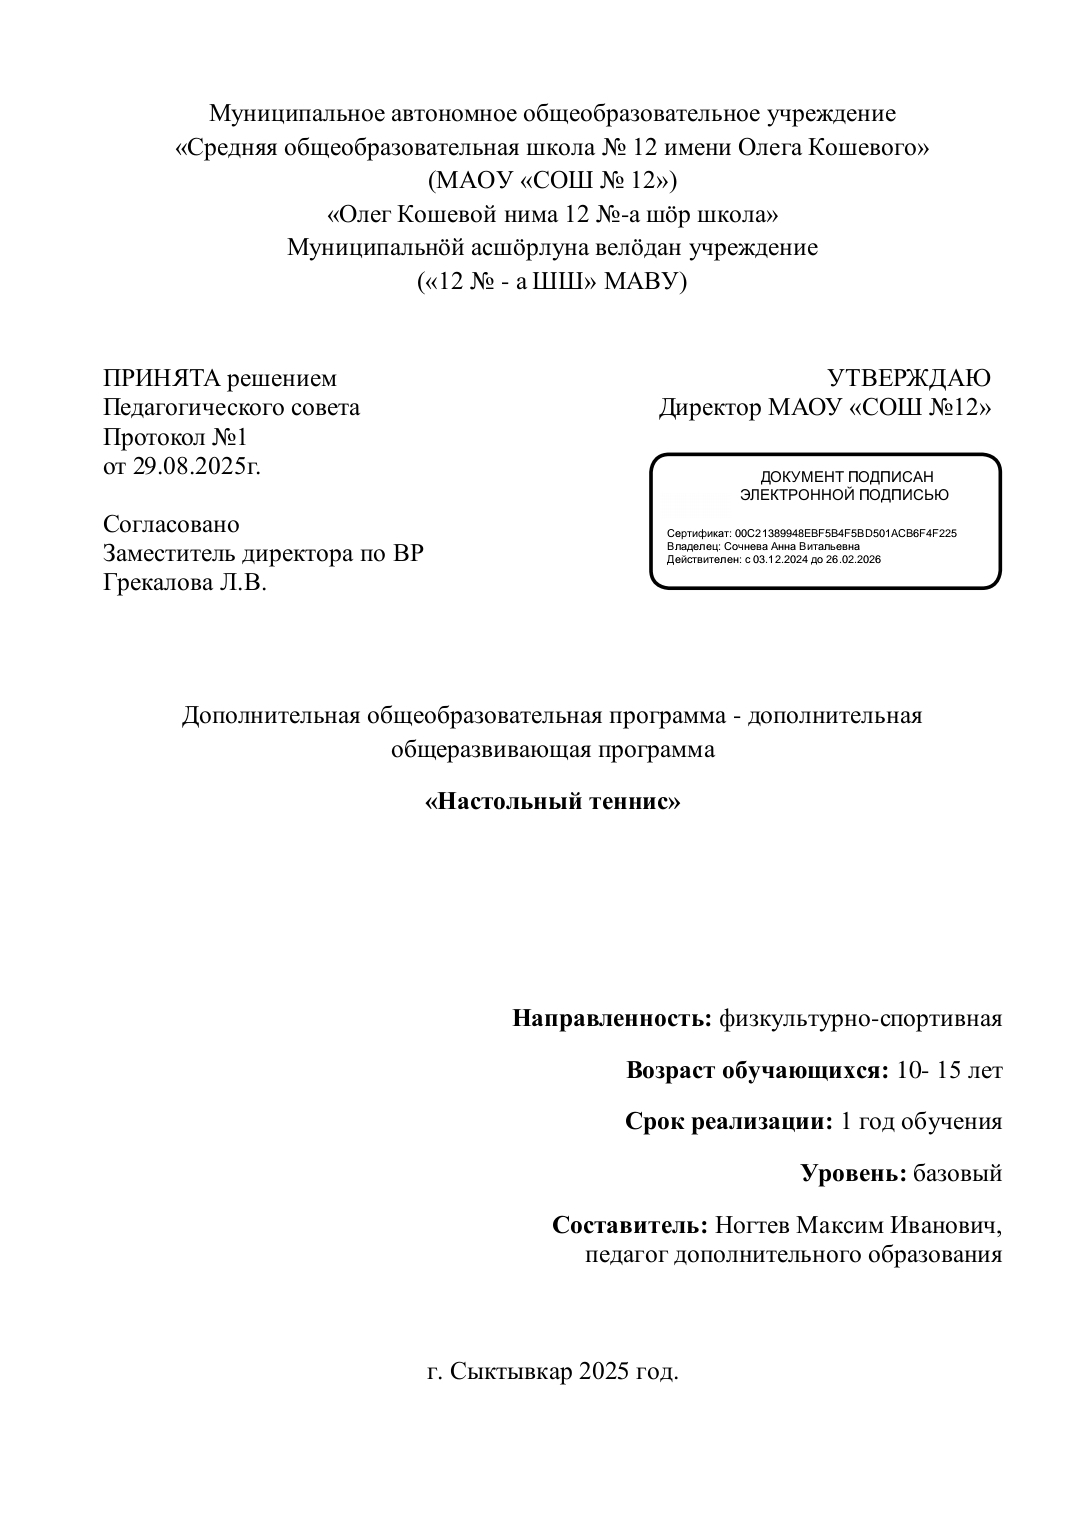 Муниципальное автономное общеобразовательное учреждение
«Средняя общеобразовательная школа № 12 имени Олега Кошевого»
(МАОУ «СОШ № 12»)
«Олег Кошевой нима 12 №-а шӧр школа»
Муниципальнӧй асшӧрлуна велӧдан учреждение
(«12 № - а ШШ» МАВУ)
ПРИНЯТА решением
Педагогического совета
Протокол №1
от 29.08.2025г.
Согласовано
Заместитель директора по ВР
Грекалова Л.В.
УТВЕРЖДАЮ
Директор МАОУ «СОШ №12»
ДОКУМЕНТ ПОДПИСАН
ЭЛЕКТРОННОЙ ПОДПИСЬЮ
Сертификат: 00C21389948EBF5B4F5BD501ACB6F4F225
Владелец: Сочнева Анна Витальевна
Действителен: с 03.12.2024 до 26.02.2026
Дополнительная общеобразовательная программа - дополнительная
общеразвивающая программа
«Настольный теннис»
Направленность: физкультурно-спортивная
Возраст обучающихся: 10- 15 лет
Срок реализации: 1 год обучения
Уровень: базовый
Составитель: Ногтев Максим Иванович,
педагог дополнительного образования
г. Сыктывкар 2025 год.